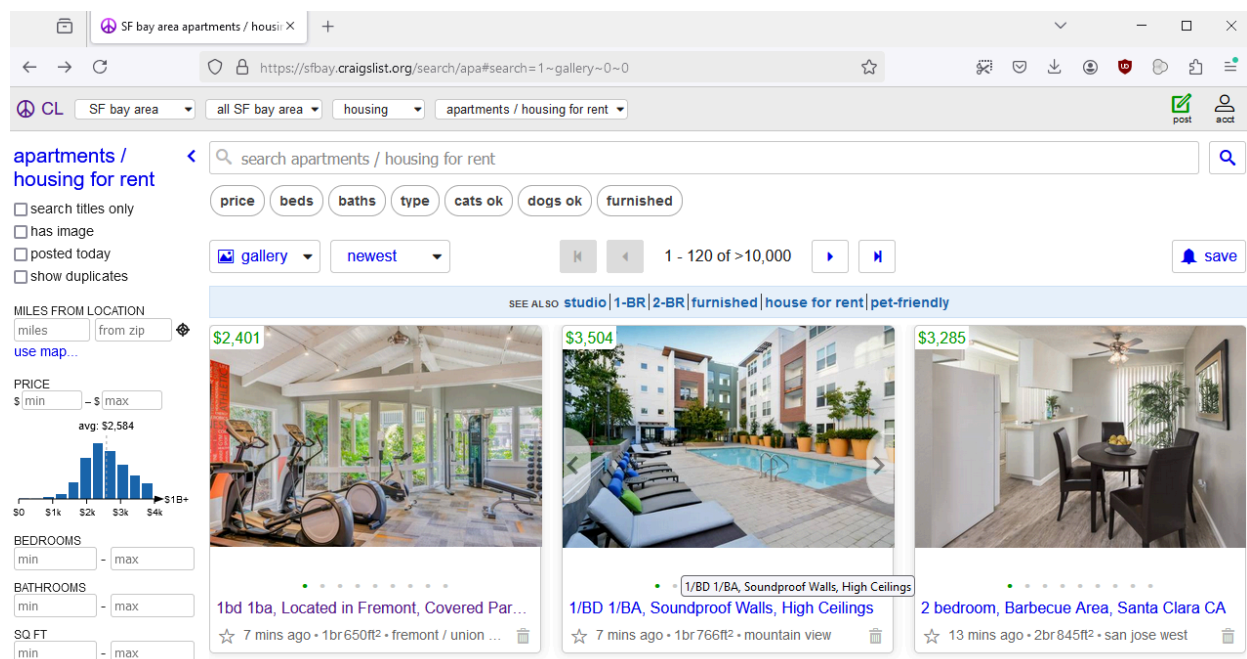 SF bay area apartments / housin
https://sfbay.craigslist.org/search/apa#search=1~gallery~0~0
CL SF bay area all SF bay area housing apartments / housing for rent post acct
apartments /
housing for rent
search titles only
has image
posted today
show duplicates
MILES FROM LOCATION
miles from zip
use map...
PRICE
$ min – $ max
avg: $2,584
$1B+
$0 $1k $2k $3k $4k
BEDROOMS
min - max
BATHROOMS
min - max
SQ FT
min - max
search apartments / housing for rent
price beds baths type cats ok dogs ok furnished
gallery newest 1 - 120 of >10,000 save
SEE ALSO studio | 1-BR | 2-BR | furnished | house for rent | pet-friendly
$2,401
1bd 1ba, Located in Fremont, Covered Par...
7 mins ago • 1br 650ft² • fremont / union ...
$3,504
1/BD 1/BA, Soundproof Walls, High Ceilings
1/BD 1/BA, Soundproof Walls, High Ceilings
7 mins ago • 1br 766ft² • mountain view
$3,285
2 bedroom, Barbecue Area, Santa Clara CA
13 mins ago • 2br 845ft² • san jose west